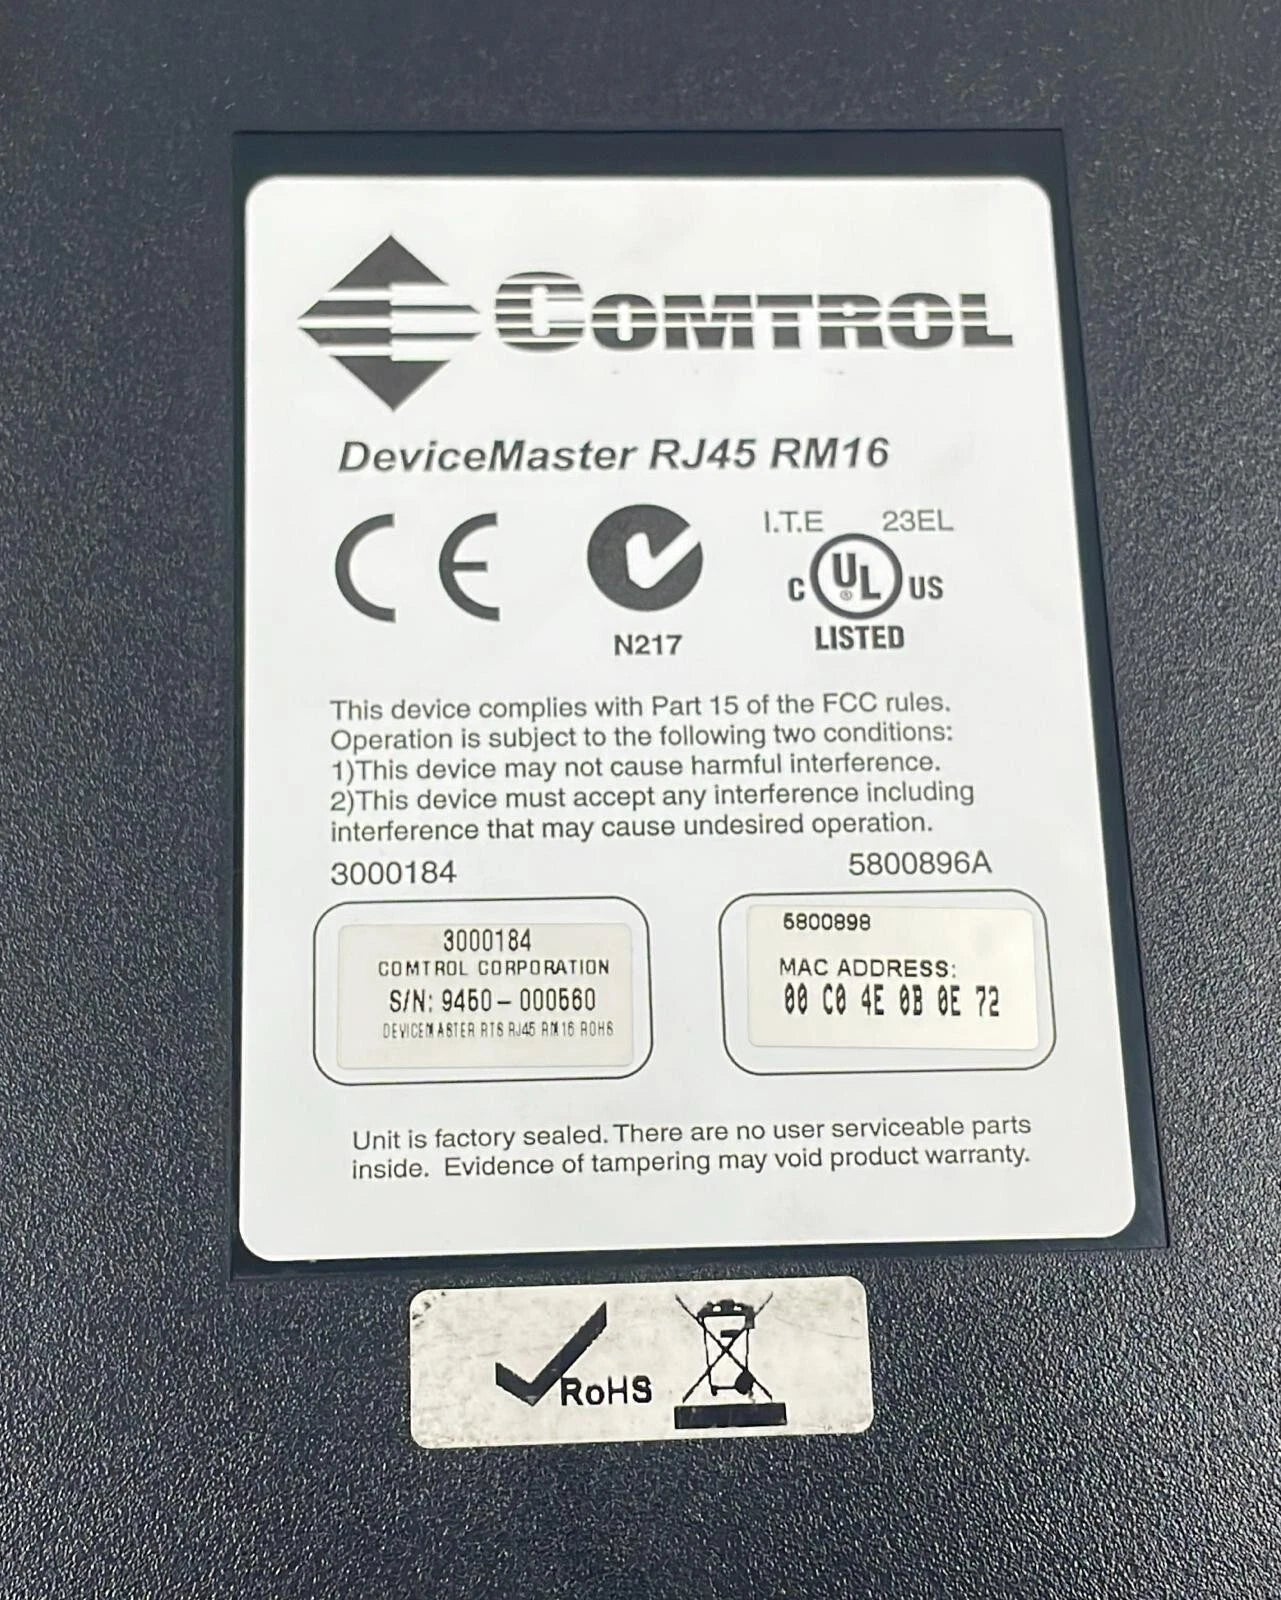 COMTROL
DeviceMaster RJ45 RM16
CE
I.T.E 23EL
C UL ® US
LISTED
N217
This device complies with Part 15 of the FCC rules.
Operation is subject to the following two conditions:
1)This device may not cause harmful interference.
2)This device must accept any interference including
interference that may cause undesired operation.
3000184 5800896A
3000184
COMTROL CORPORATION
S/N: 9450-000560
DEVICEMASTER RTS RJ45 RM16 ROHS
5800898
MAC ADDRESS:
00 C0 4E 0B 0E 72
Unit is factory sealed. There are no user serviceable parts
inside. Evidence of tampering may void product warranty.
RoHS